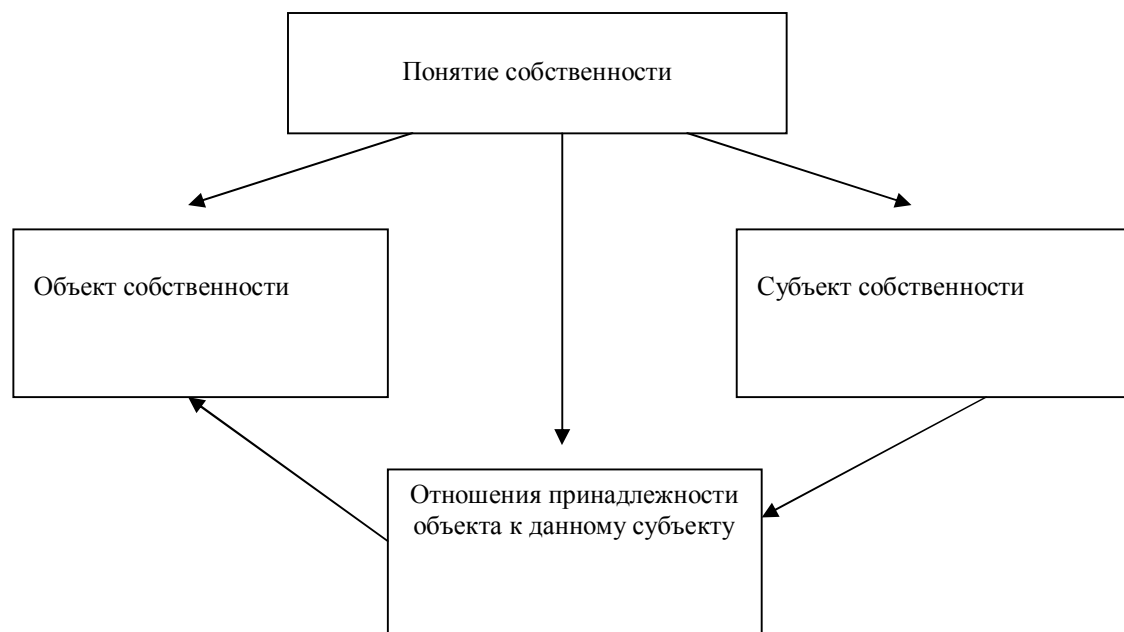 Понятие собственности
Объект собственности
Субъект собственности
Отношения принадлежности
объекта к данному субъекту